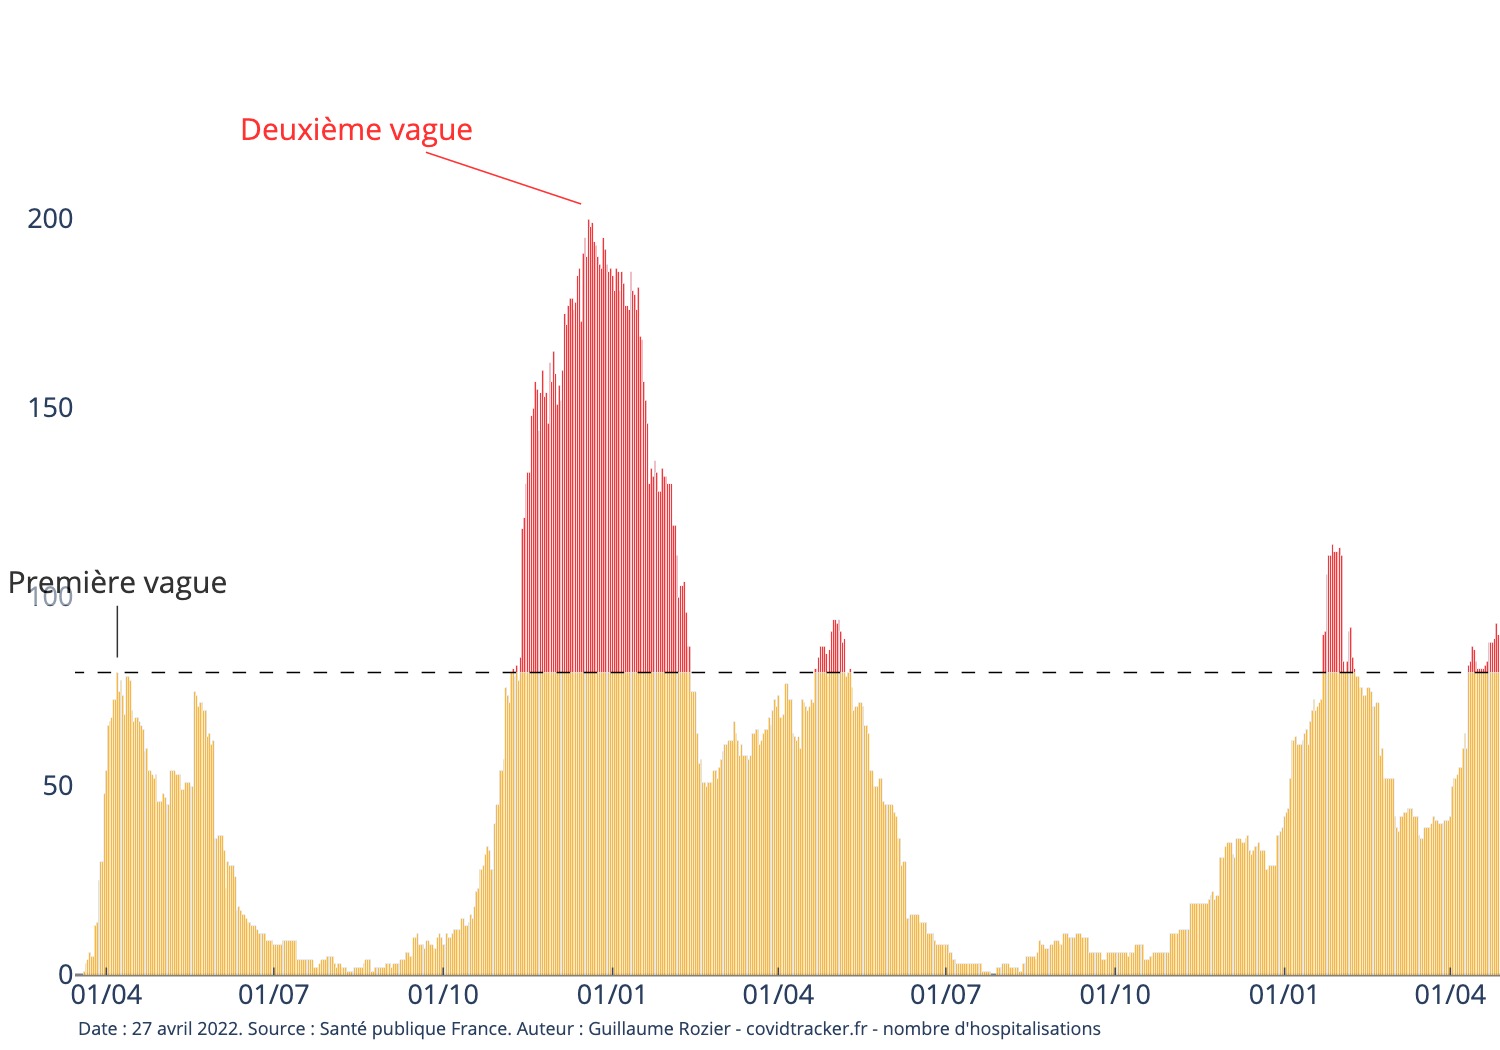 Deuxième vague
200
150
Première vague
100
50
0
01/04 01/07 01/10 01/01 01/04 01/07 01/10 01/01 01/04
Date : 27 avril 2022. Source : Santé publique France. Auteur : Guillaume Rozier - covidtracker.fr - nombre d'hospitalisations